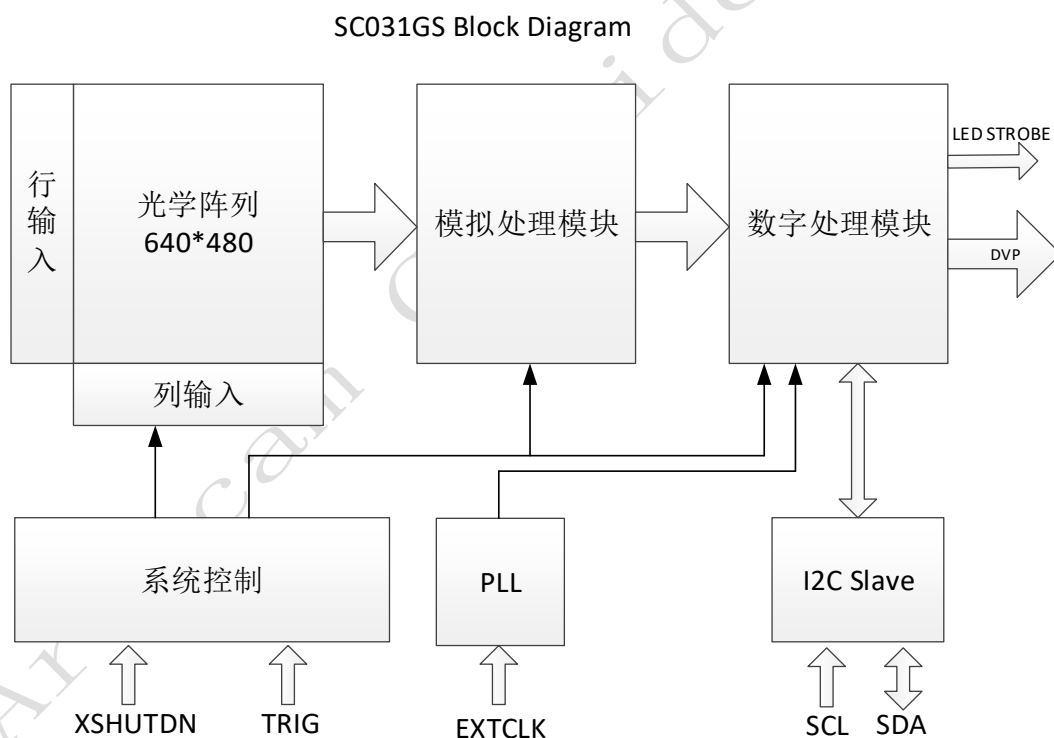 SC031GS Block Diagram
行输入
光学阵列
640*480
列输入
模拟处理模块
数字处理模块
LED STROBE
DVP
系统控制
PLL
I2C Slave
XSHUTDN
TRIG
EXTCLK
SCL
SDA